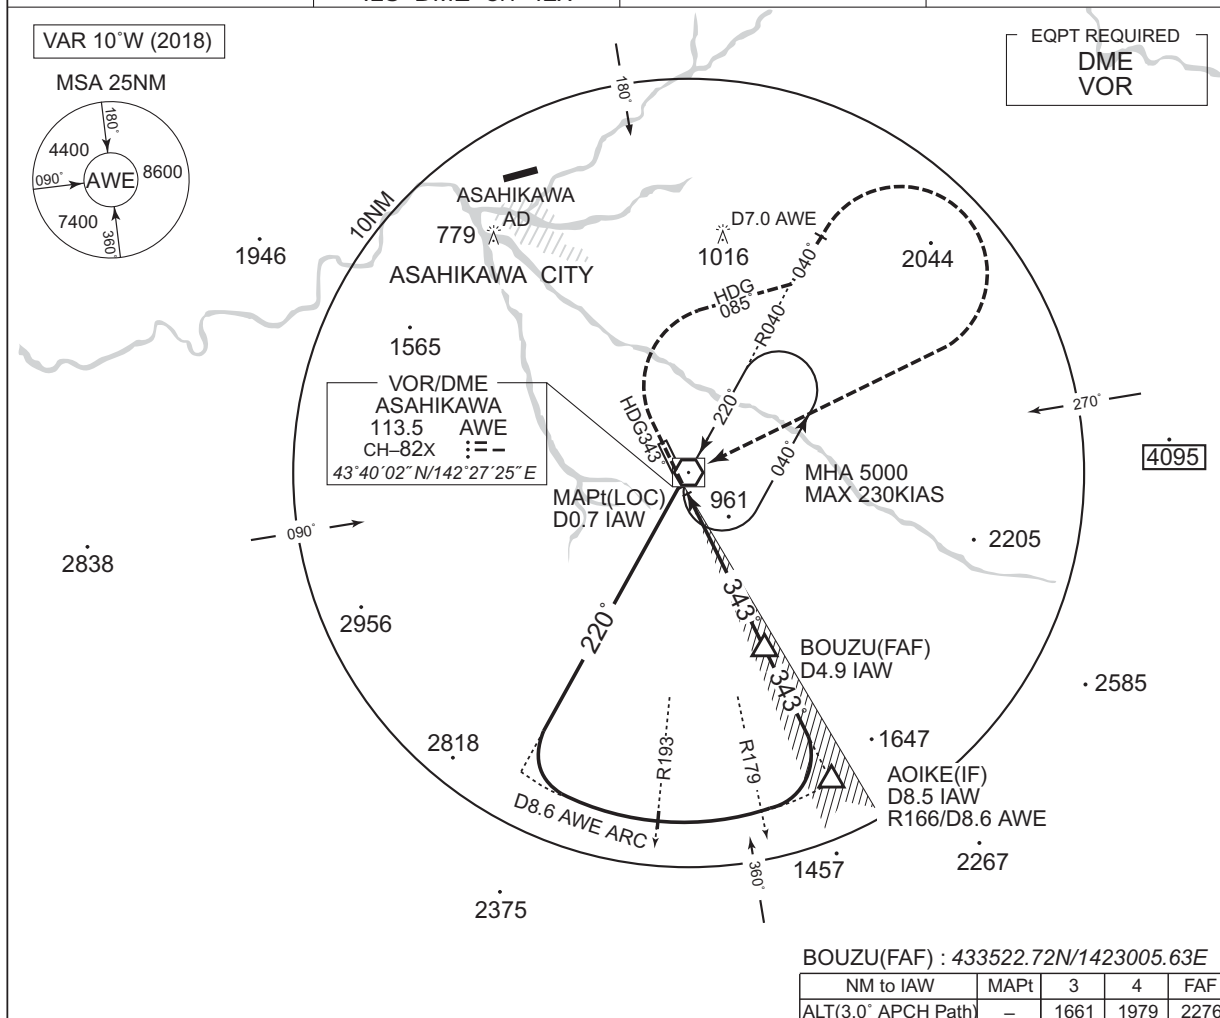 VAR 10°W (2018)
MSA 25NM
180°
4400
8600
090°
AWE
7400
360°
EQPT REQUIRED
DME
VOR
180°
10NM
ASAHIKAWA
AD
779
ASAHIKAWA CITY
D7.0 AWE
1016
040°
2044
1946
HDG
085°
R040
1565
VOR/DME
ASAHIKAWA
113.5 AWE
CH–82X
43°40′02″N/142°27′25″E
HDG343°
220°
040°
270°
4095
MHA 5000
MAX 230KIAS
MAPt(LOC)
D0.7 IAW
961
090°
2205
2838
2956
220°
343°
BOUZU(FAF)
D4.9 IAW
343°
2585
R193
R179
1647
2818
AOIKE(IF)
D8.5 IAW
R166/D8.6 AWE
D8.6 AWE ARC
360°
1457
2267
2375
BOUZU(FAF) : 433522.72N/1423005.63E
NM to IAW MAPt 3 4 FAF
ALT(3.0° APCH Path) – 1661 1979 2276